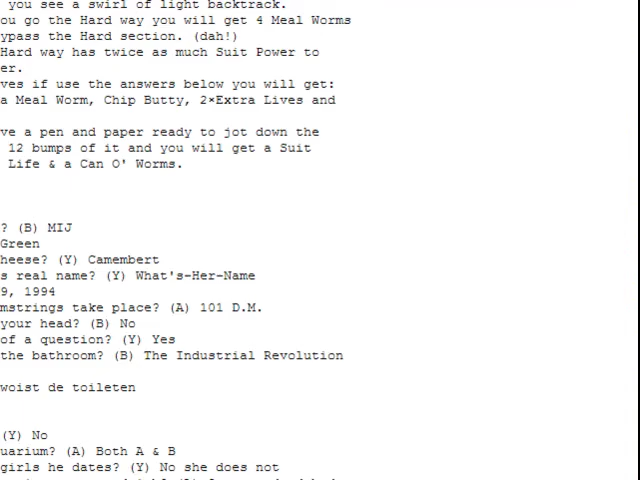 you see a swirl of light backtrack.
ou go the Hard way you will get 4 Meal Worms
ypass the Hard section. (dah!)
Hard way has twice as much Suit Power to
er.
ves if use the answers below you will get:
a Meal Worm, Chip Butty, 2×Extra Lives and
ve a pen and paper ready to jot down the
12 bumps of it and you will get a Suit
Life & a Can O' Worms.
? (B) MIJ
Green
heese? (Y) Camembert
s real name? (Y) What's-Her-Name
9, 1994
mstrings take place? (A) 101 D.M.
your head? (B) No
of a question? (Y) Yes
the bathroom? (B) The Industrial Revolution
woist de toileten
(Y) No
uarium? (A) Both A & B
girls he dates? (Y) No she does not